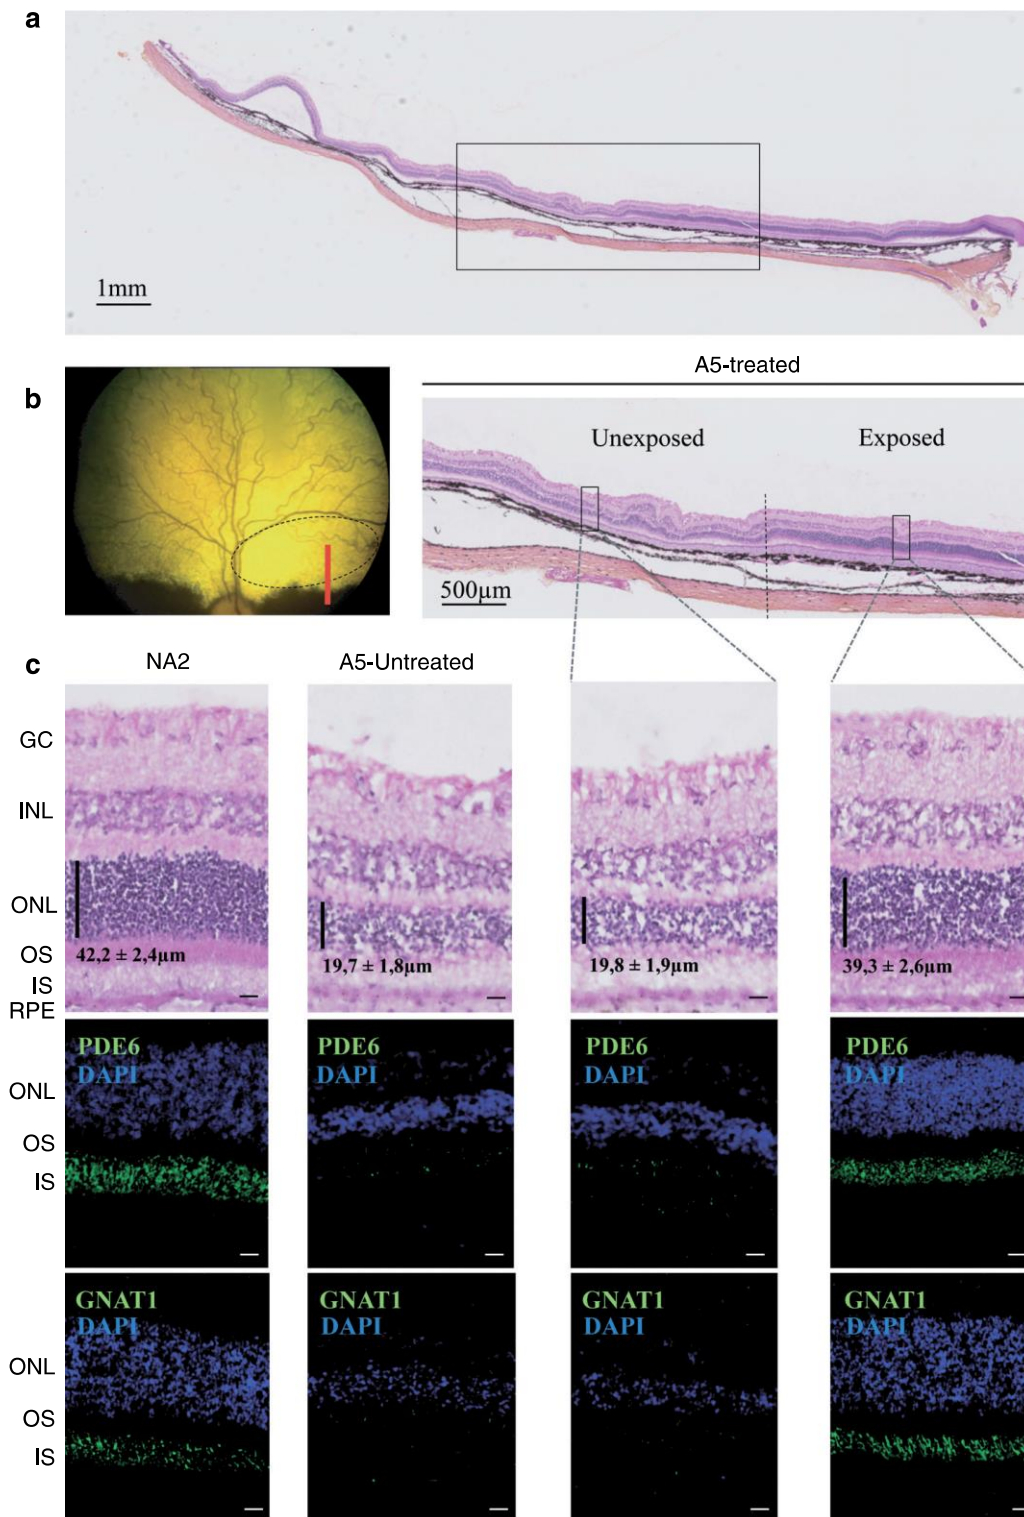 a
1mm
b
A5-treated
Unexposed Exposed
500µm
c
NA2 A5-Untreated
GC
INL
ONL
OS
IS
RPE
42,2 ± 2,4µm 19,7 ± 1,8µm 19,8 ± 1,9µm 39,3 ± 2,6µm
PDE6 PDE6 PDE6 PDE6
DAPI DAPI DAPI DAPI
ONL
OS
IS
GNAT1 GNAT1 GNAT1 GNAT1
DAPI DAPI DAPI DAPI
ONL
OS
IS